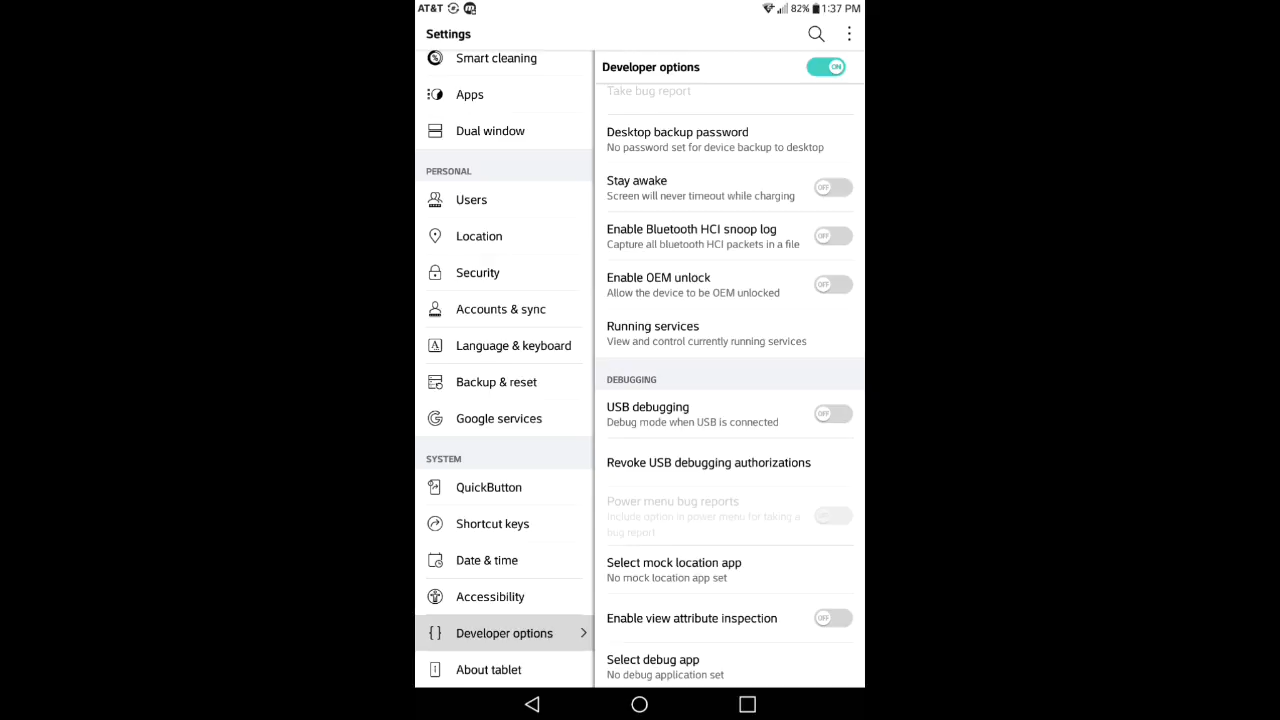 AT&T
82% 1:37 PM
Settings
Smart cleaning
Apps
Dual window
PERSONAL
Users
Location
Security
Accounts & sync
Language & keyboard
Backup & reset
Google services
SYSTEM
QuickButton
Shortcut keys
Date & time
Accessibility
Developer options
About tablet
Developer options
ON
Take bug report
Desktop backup password
No password set for device backup to desktop
Stay awake
Screen will never timeout while charging
OFF
Enable Bluetooth HCI snoop log
Capture all bluetooth HCI packets in a file
OFF
Enable OEM unlock
Allow the device to be OEM unlocked
OFF
Running services
View and control currently running services
DEBUGGING
USB debugging
Debug mode when USB is connected
OFF
Revoke USB debugging authorizations
Power menu bug reports
Include option in power menu for taking a
bug report
Select mock location app
No mock location app set
Enable view attribute inspection
OFF
Select debug app
No debug application set